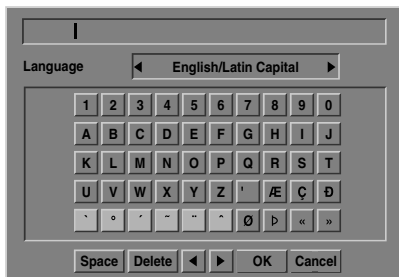 Language ◀ English/Latin Capital ▶
1 2 3 4 5 6 7 8 9 0
A B C D E F G H I J
K L M N O P Q R S T
U V W X Y Z ' Æ Ç Ð
` ° ´ ~ ¨ ^ Ø Þ « »
Space Delete ◀ ▶ OK Cancel